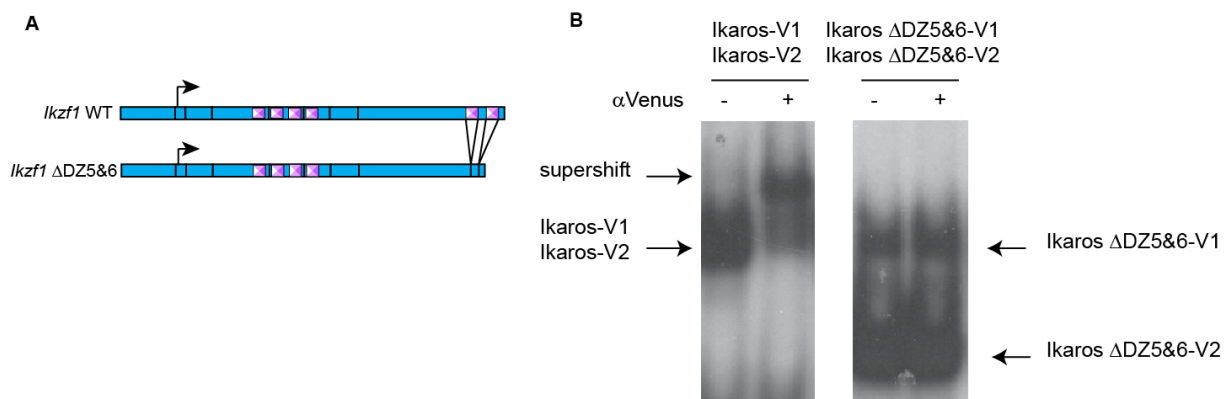 A
Ikzf1 WT
Ikzf1 ΔDZ5&6
B
Ikaros-V1
Ikaros-V2
Ikaros ΔDZ5&6-V1
Ikaros ΔDZ5&6-V2
αVenus - + - +
supershift
Ikaros-V1
Ikaros-V2
Ikaros ΔDZ5&6-V1
Ikaros ΔDZ5&6-V2